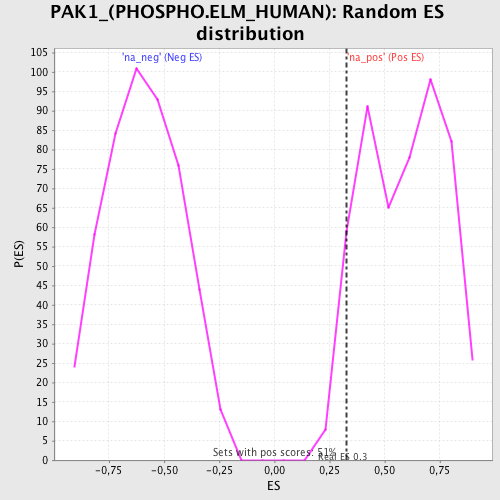 PAK1_(PHOSPHO.ELM_HUMAN): Random ES
distribution
'na_neg' (Neg ES)
'na_pos' (Pos ES)
P(ES)
105
100
95
90
85
80
75
70
65
60
55
50
45
40
35
30
25
20
15
10
5
0
Sets with pos scores: 51%
Real ES 0.3
-0,75 -0,50 -0,25 0,00 0,25 0,50 0,75
ES